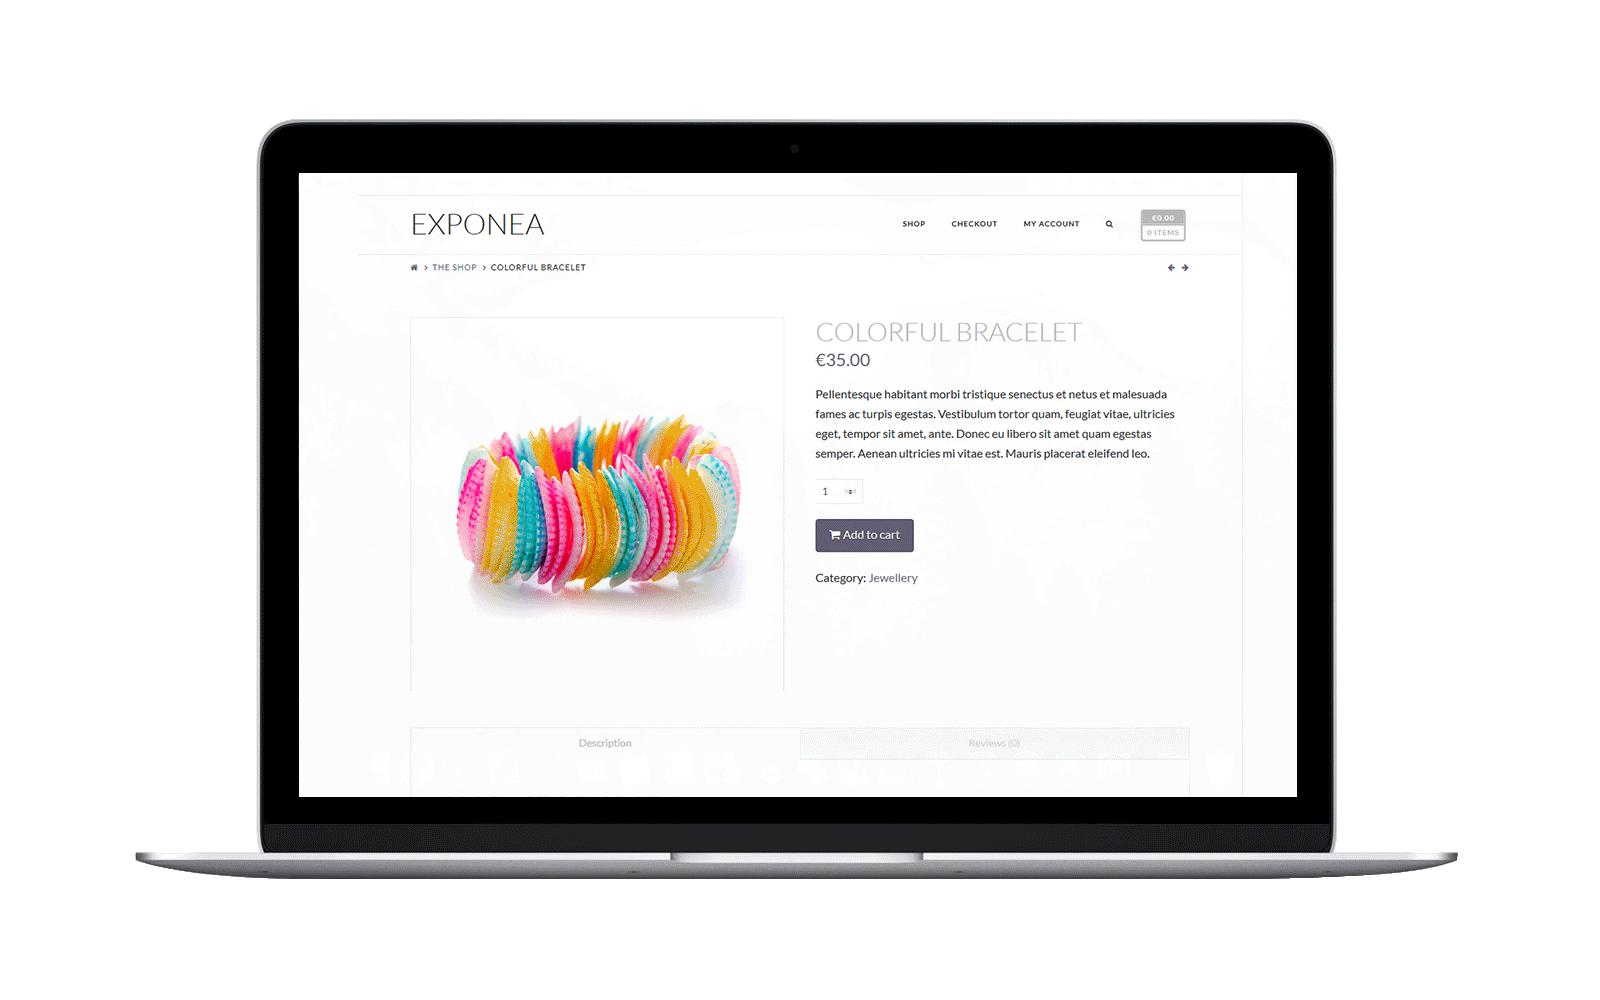 EXPONEA
SHOP CHECKOUT MY ACCOUNT
€0.00
0 ITEMS
THE SHOP COLORFUL BRACELET
COLORFUL BRACELET
€35.00
Pellentesque habitant morbi tristique senectus et netus et malesuada
fames ac turpis egestas. Vestibulum tortor quam, feugiat vitae, ultricies
eget, tempor sit amet, ante. Donec eu libero sit amet quam egestas
semper. Aenean ultricies mi vitae est. Mauris placerat eleifend leo.
1
Add to cart
Category: Jewellery
Description
Reviews (0)